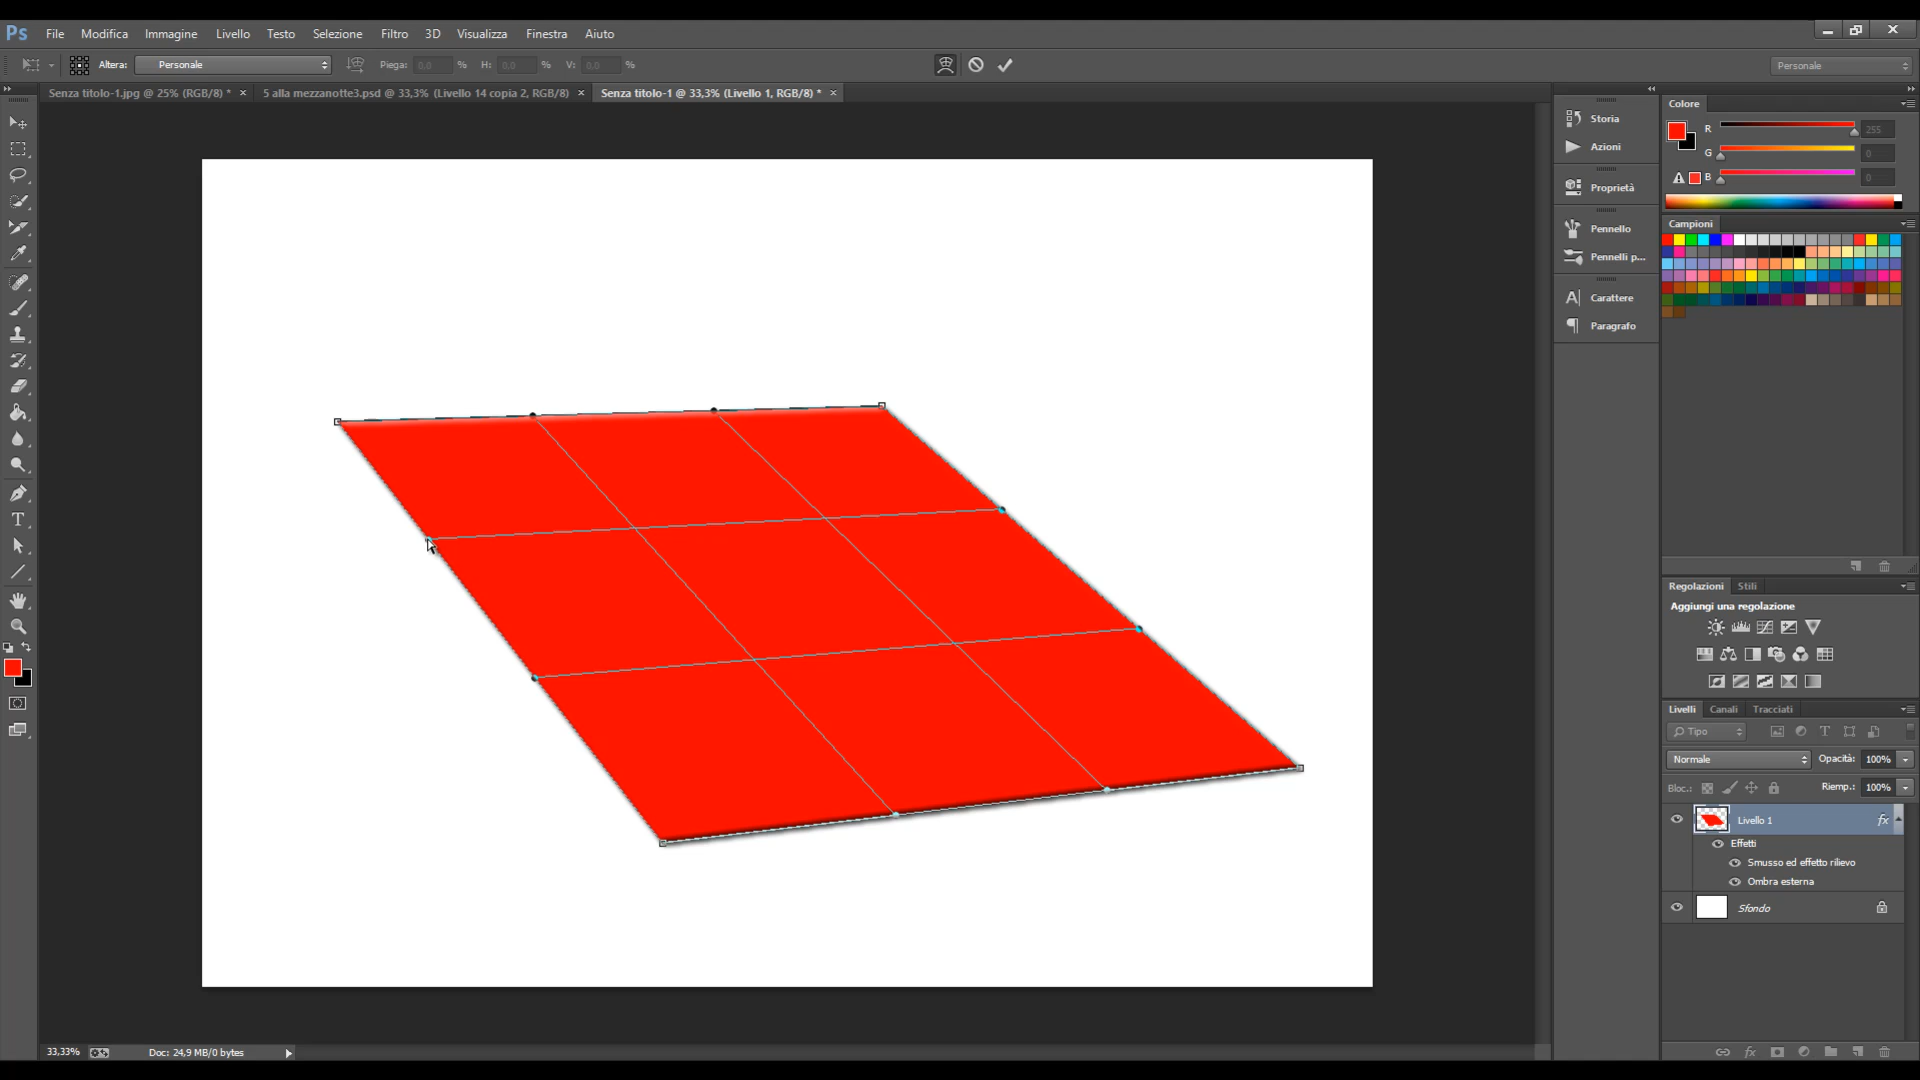 Ps File Modifica Immagine Livello Testo Selezione Filtro 3D Visualizza Finestra Aiuto
Altera: Personale Piega: 0,0 % H: 0,0 % V: 0,0 % Personale
Senza titolo-1.jpg @ 25% (RGB/8) * × 5 alla mezzanotte3.psd @ 33,3% (Livello 14 copia 2, RGB/8) × Senza titolo-1 @ 33,3% (Livello 1, RGB/8) * ×
Storia
Azioni
Proprietà
Pennello
Pennelli p...
Carattere
Paragrafo
Colore
R 255
G 0
B 0
Campioni
Regolazioni Stili
Aggiungi una regolazione
Livelli Canali Tracciati
Tipo
Normale Opacità: 100%
Bloc.: Riemp.: 100%
Livello 1 fx
Effetti
Smusso ed effetto rilievo
Ombra esterna
Sfondo
33,33% Doc: 24,9 MB/0 bytes